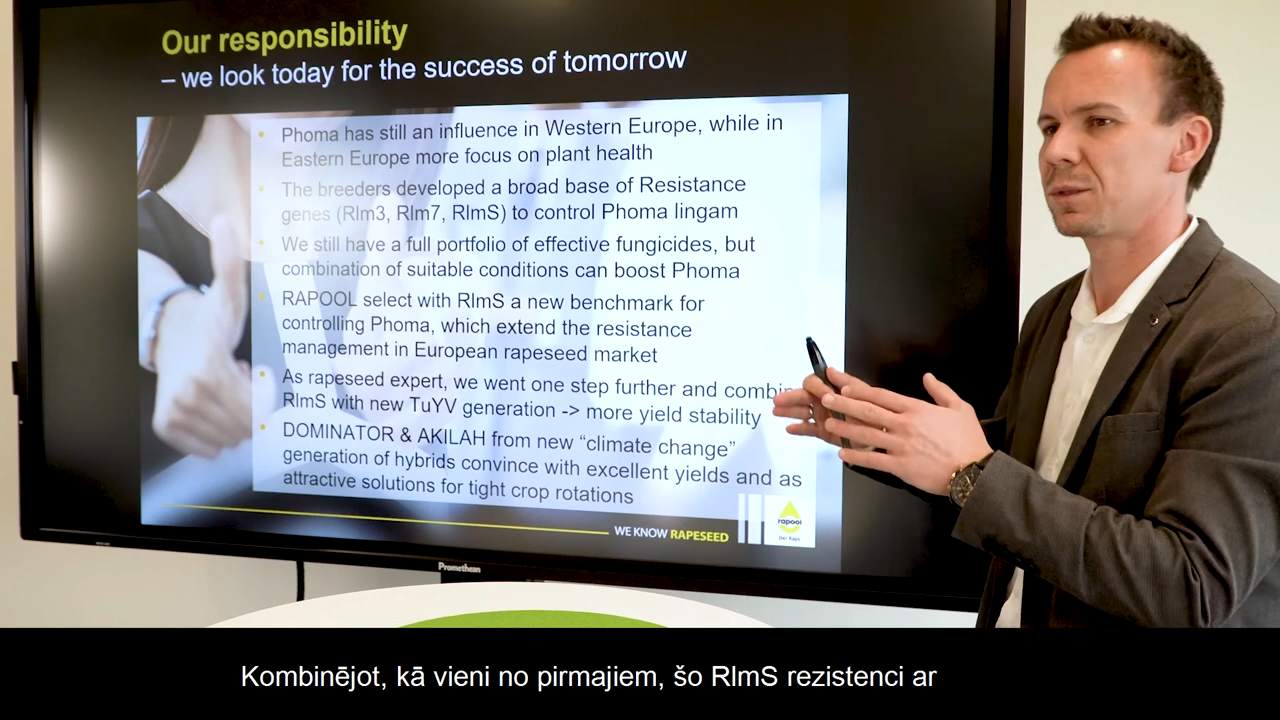 Our responsibility
– we look today for the success of tomorrow
Phoma has still an influence in Western Europe, while in
Eastern Europe more focus on plant health
The breeders developed a broad base of Resistance
genes (Rlm3, Rlm7, RlmS) to control Phoma lingam
We still have a full portfolio of effective fungicides, but
combination of suitable conditions can boost Phoma
RAPOOL select with RlmS a new benchmark for
controlling Phoma, which extend the resistance
management in European rapeseed market
As rapeseed expert, we went one step further and
RlmS with new TuYV generation -> more yield stability
DOMINATOR & AKILAH from new “climate change”
generation of hybrids convince with excellent yields and as
attractive solutions for tight crop rotations
WE KNOW RAPESEED
rapool
Der Raps
Promethean
Kombinējot, kā vieni no pirmajiem, šo RlmS rezistenci ar